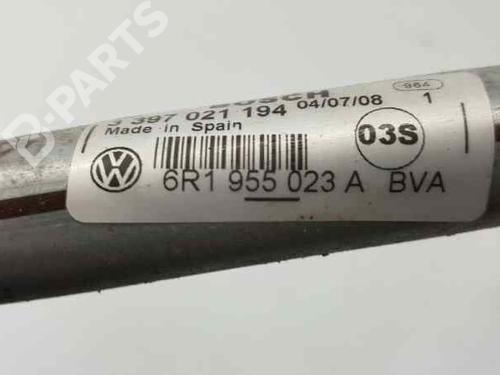 B-PARTS
BOSCH
964
3 397 021 194 04/07/08 1
Made in Spain
03S
VW
6R1 955 023 A BVA